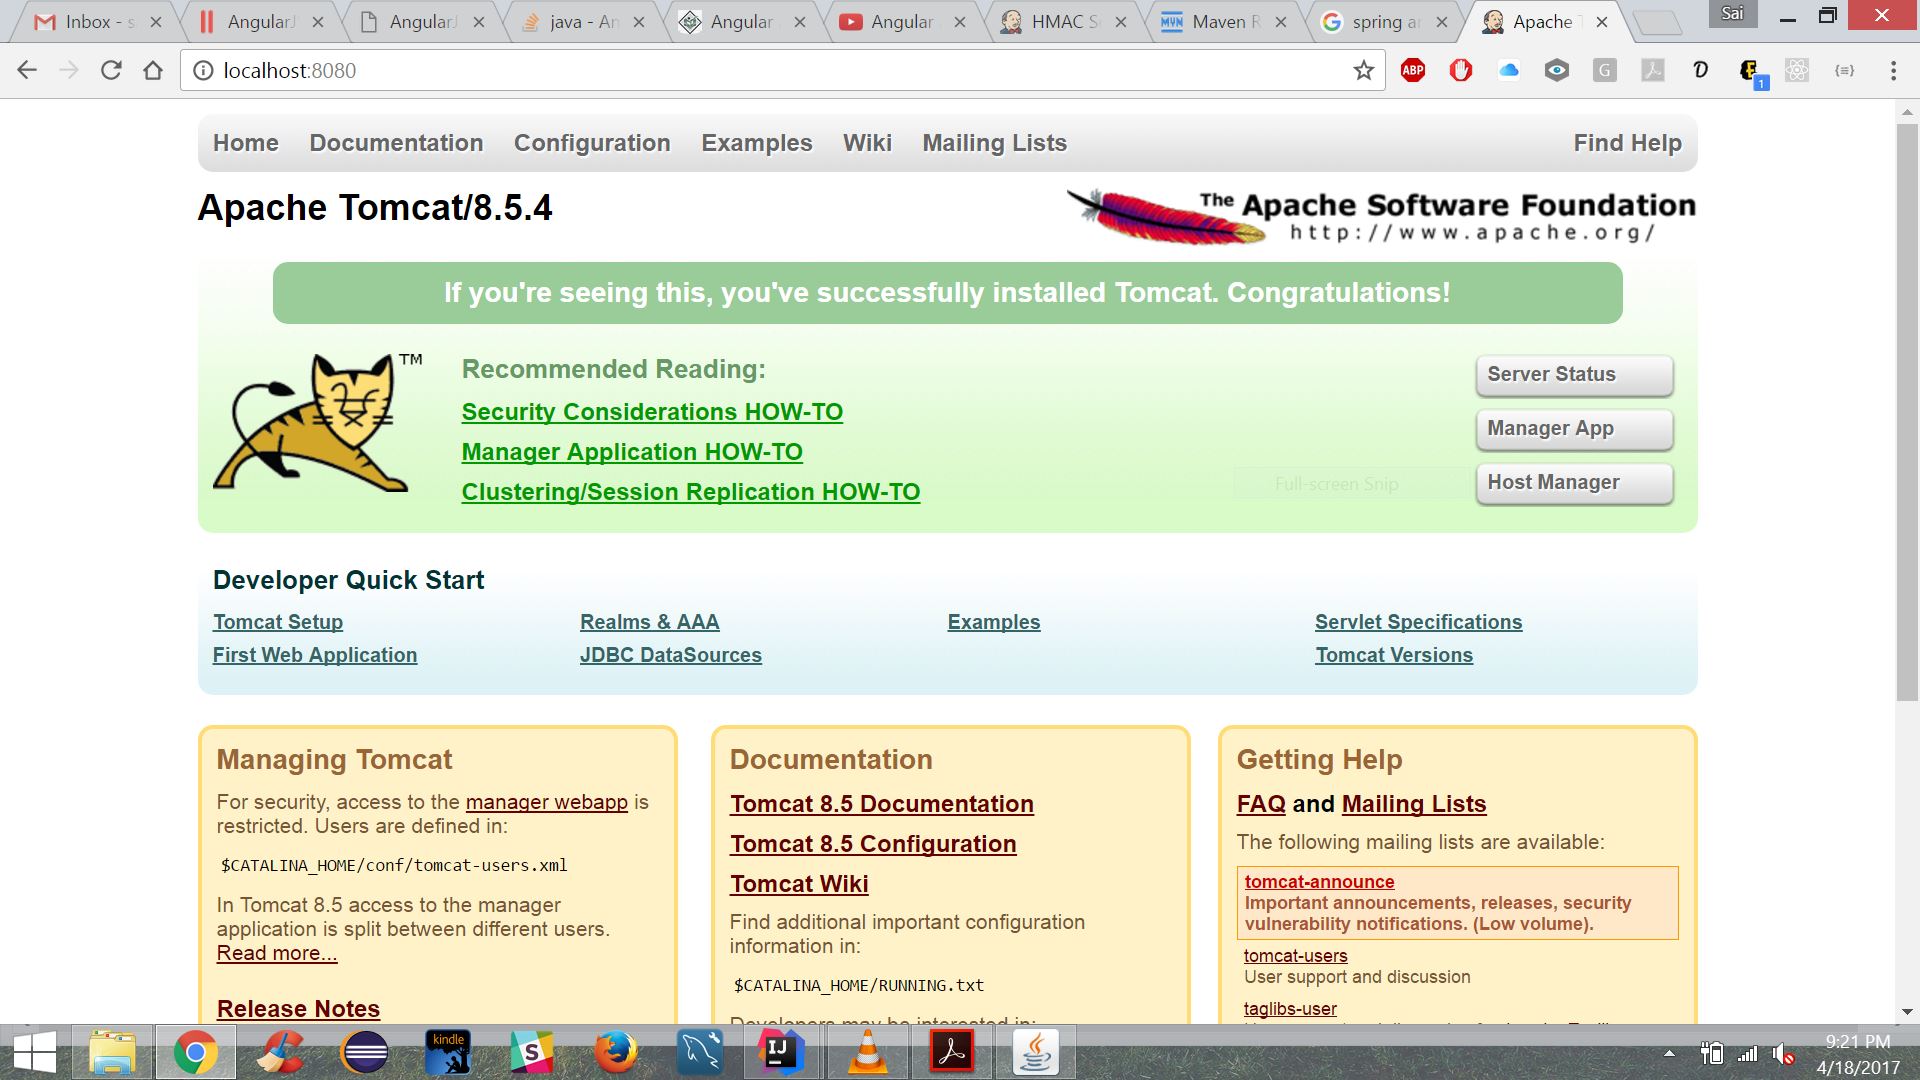 Inbox - s
AngularJ
AngularJ
java - An
Angular
Angular
HMAC S
Maven R
spring a
Apache T
Sai
localhost:8080
ABP
G
1
Home Documentation Configuration Examples Wiki Mailing Lists Find Help
Apache Tomcat/8.5.4
The Apache Software Foundation
http://www.apache.org/
If you're seeing this, you've successfully installed Tomcat. Congratulations!
TM
Recommended Reading:
Security Considerations HOW-TO
Manager Application HOW-TO
Clustering/Session Replication HOW-TO
Server Status
Manager App
Full-screen Snip
Host Manager
Developer Quick Start
Tomcat Setup
First Web Application
Realms & AAA
JDBC DataSources
Examples
Servlet Specifications
Tomcat Versions
Managing Tomcat
For security, access to the manager webapp is
restricted. Users are defined in:
$CATALINA_HOME/conf/tomcat-users.xml
In Tomcat 8.5 access to the manager
application is split between different users.
Read more...
Release Notes
Documentation
Tomcat 8.5 Documentation
Tomcat 8.5 Configuration
Tomcat Wiki
Find additional important configuration
information in:
$CATALINA_HOME/RUNNING.txt
Developers may be interested in:
Getting Help
FAQ and Mailing Lists
The following mailing lists are available:
tomcat-announce
Important announcements, releases, security
vulnerability notifications. (Low volume).
tomcat-users
User support and discussion
taglibs-user
kindle
S
IJ
9:21 PM
4/18/2017